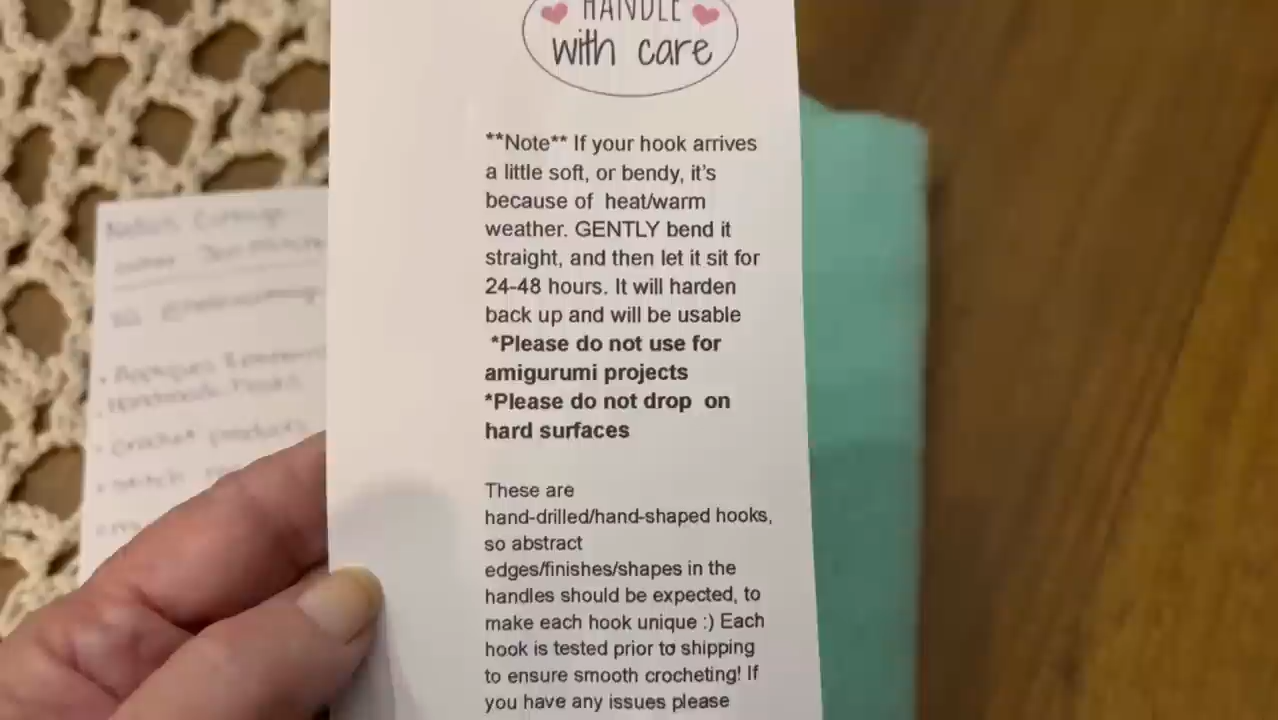 HANDLE
with care
**Note** If your hook arrives
a little soft, or bendy, it's
because of heat/warm
weather. GENTLY bend it
straight, and then let it sit for
24-48 hours. It will harden
back up and will be usable
*Please do not use for
amigurumi projects
*Please do not drop on
hard surfaces
These are
hand-drilled/hand-shaped hooks,
so abstract
edges/finishes/shapes in the
handles should be expected, to
make each hook unique :) Each
hook is tested prior to shipping
to ensure smooth crocheting! If
you have any issues please